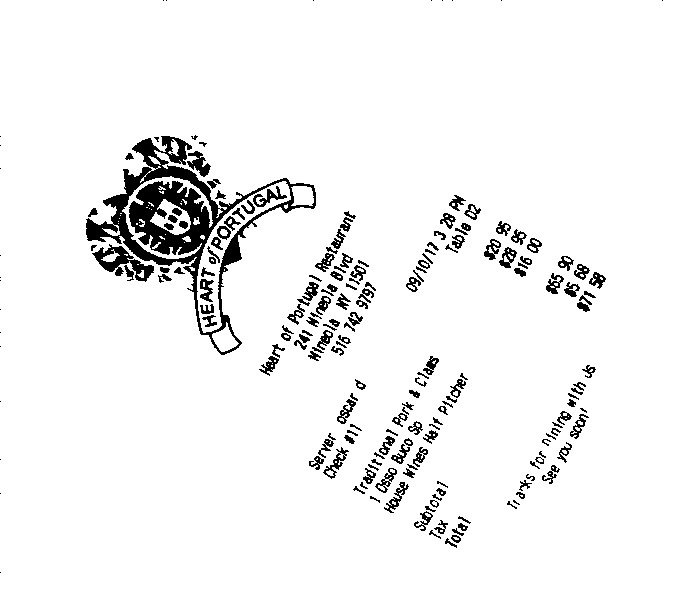 HEART of PORTUGAL
Heart of Portugal Restaurant
241 Mineola Blvd
Mineola NY 11501
516 742 9797
Server oscar d 09/10/17 3 28 PM
Check #11 Table D2
Traditional Pork & Clams $20 95
1 Osso Buco Sp $28 95
House Wines Half Pitcher $16 00
Subtotal $65 90
Tax $5 68
Total $71 58
Thanks for Dining with Us
See you soon!